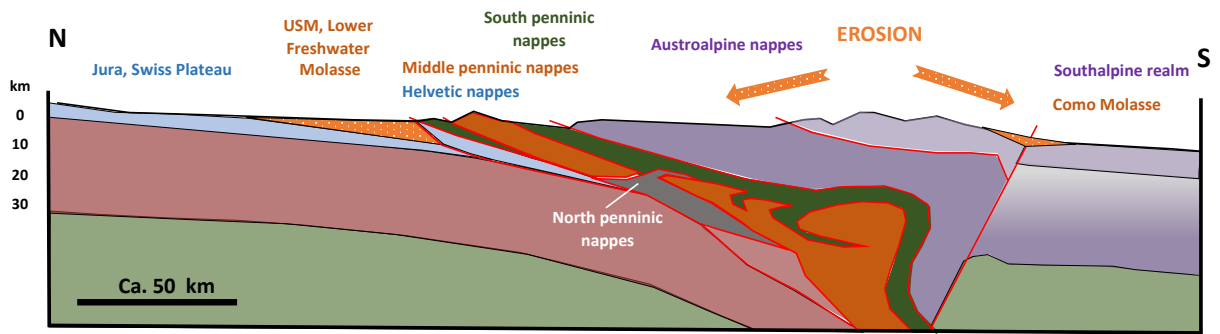 N
USM, Lower
Freshwater
Molasse
South penninic
nappes
Austroalpine nappes
EROSION
S
Jura, Swiss Plateau
Middle penninic nappes
Helvetic nappes
Southalpine realm
Como Molasse
km
0
10
20
30
North penninic
nappes
Ca. 50 km